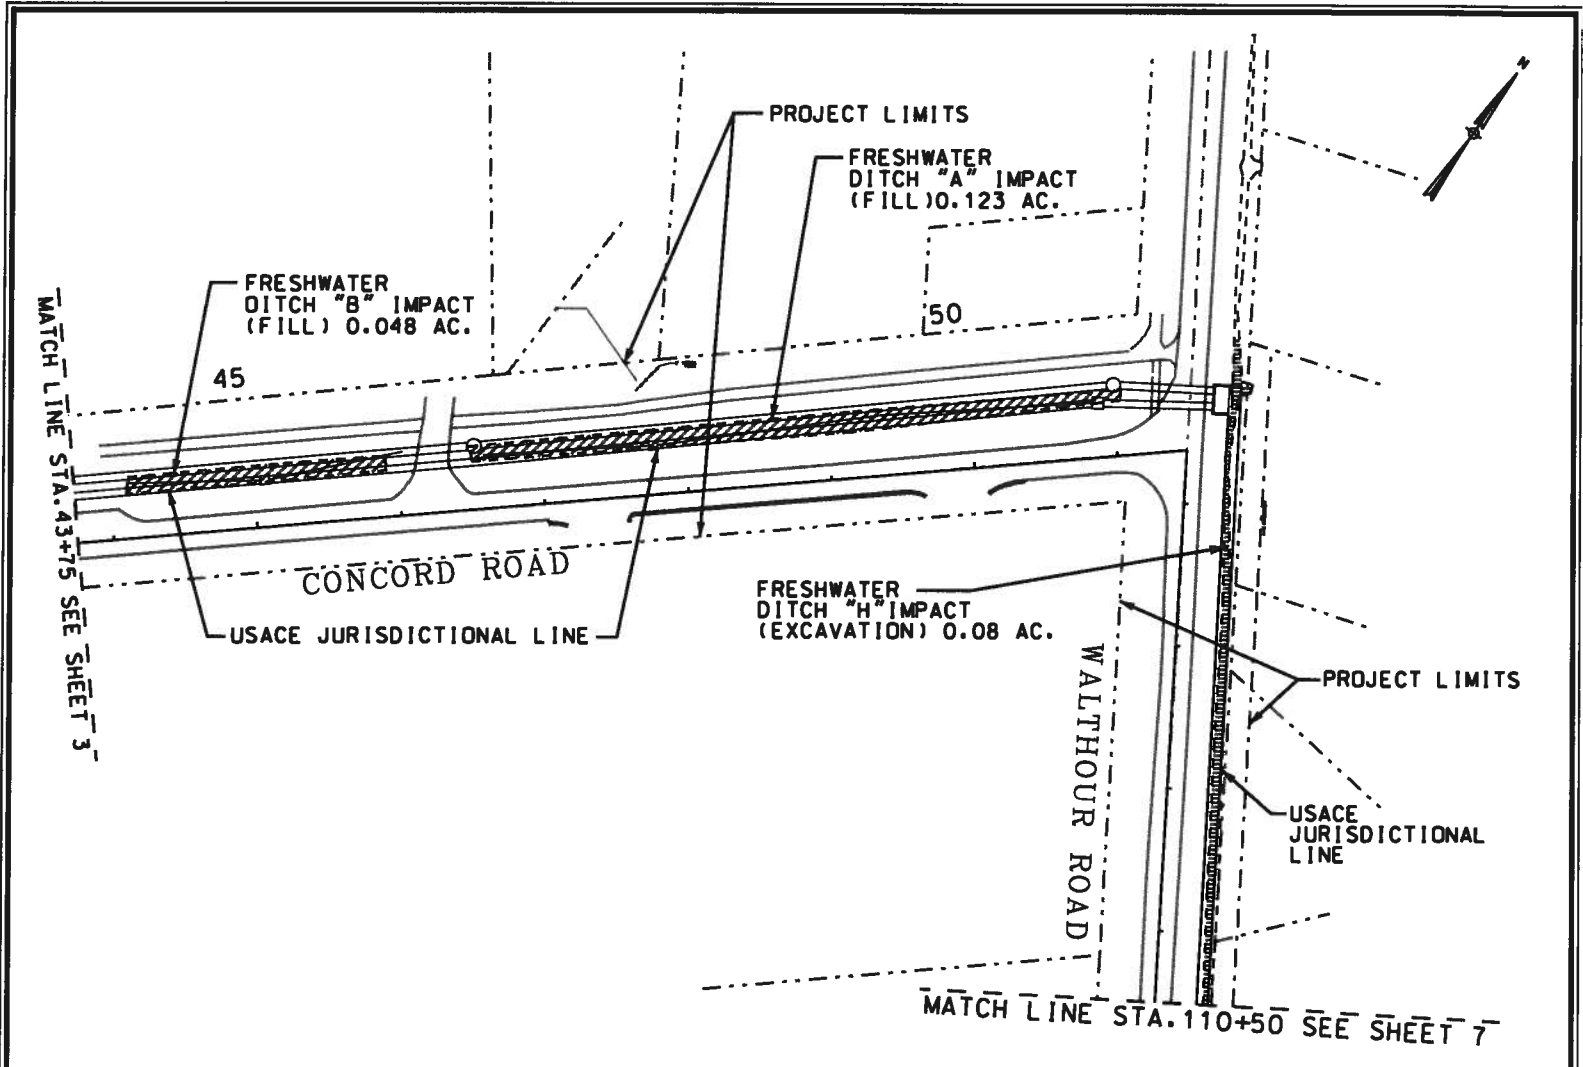 N
PROJECT LIMITS
FRESHWATER
DITCH "A" IMPACT
(FILL)0.123 AC.
FRESHWATER
DITCH "B" IMPACT
(FILL) 0.048 AC.
50
45
MATCH LINE STA.43+75 SEE SHEET 3
CONCORD ROAD
FRESHWATER
DITCH "H"IMPACT
(EXCAVATION) 0.08 AC.
USACE JURISDICTIONAL LINE
WALTHOUR ROAD
PROJECT LIMITS
USACE
JURISDICTIONAL
LINE
MATCH LINE STA.110+50 SEE SHEET 7